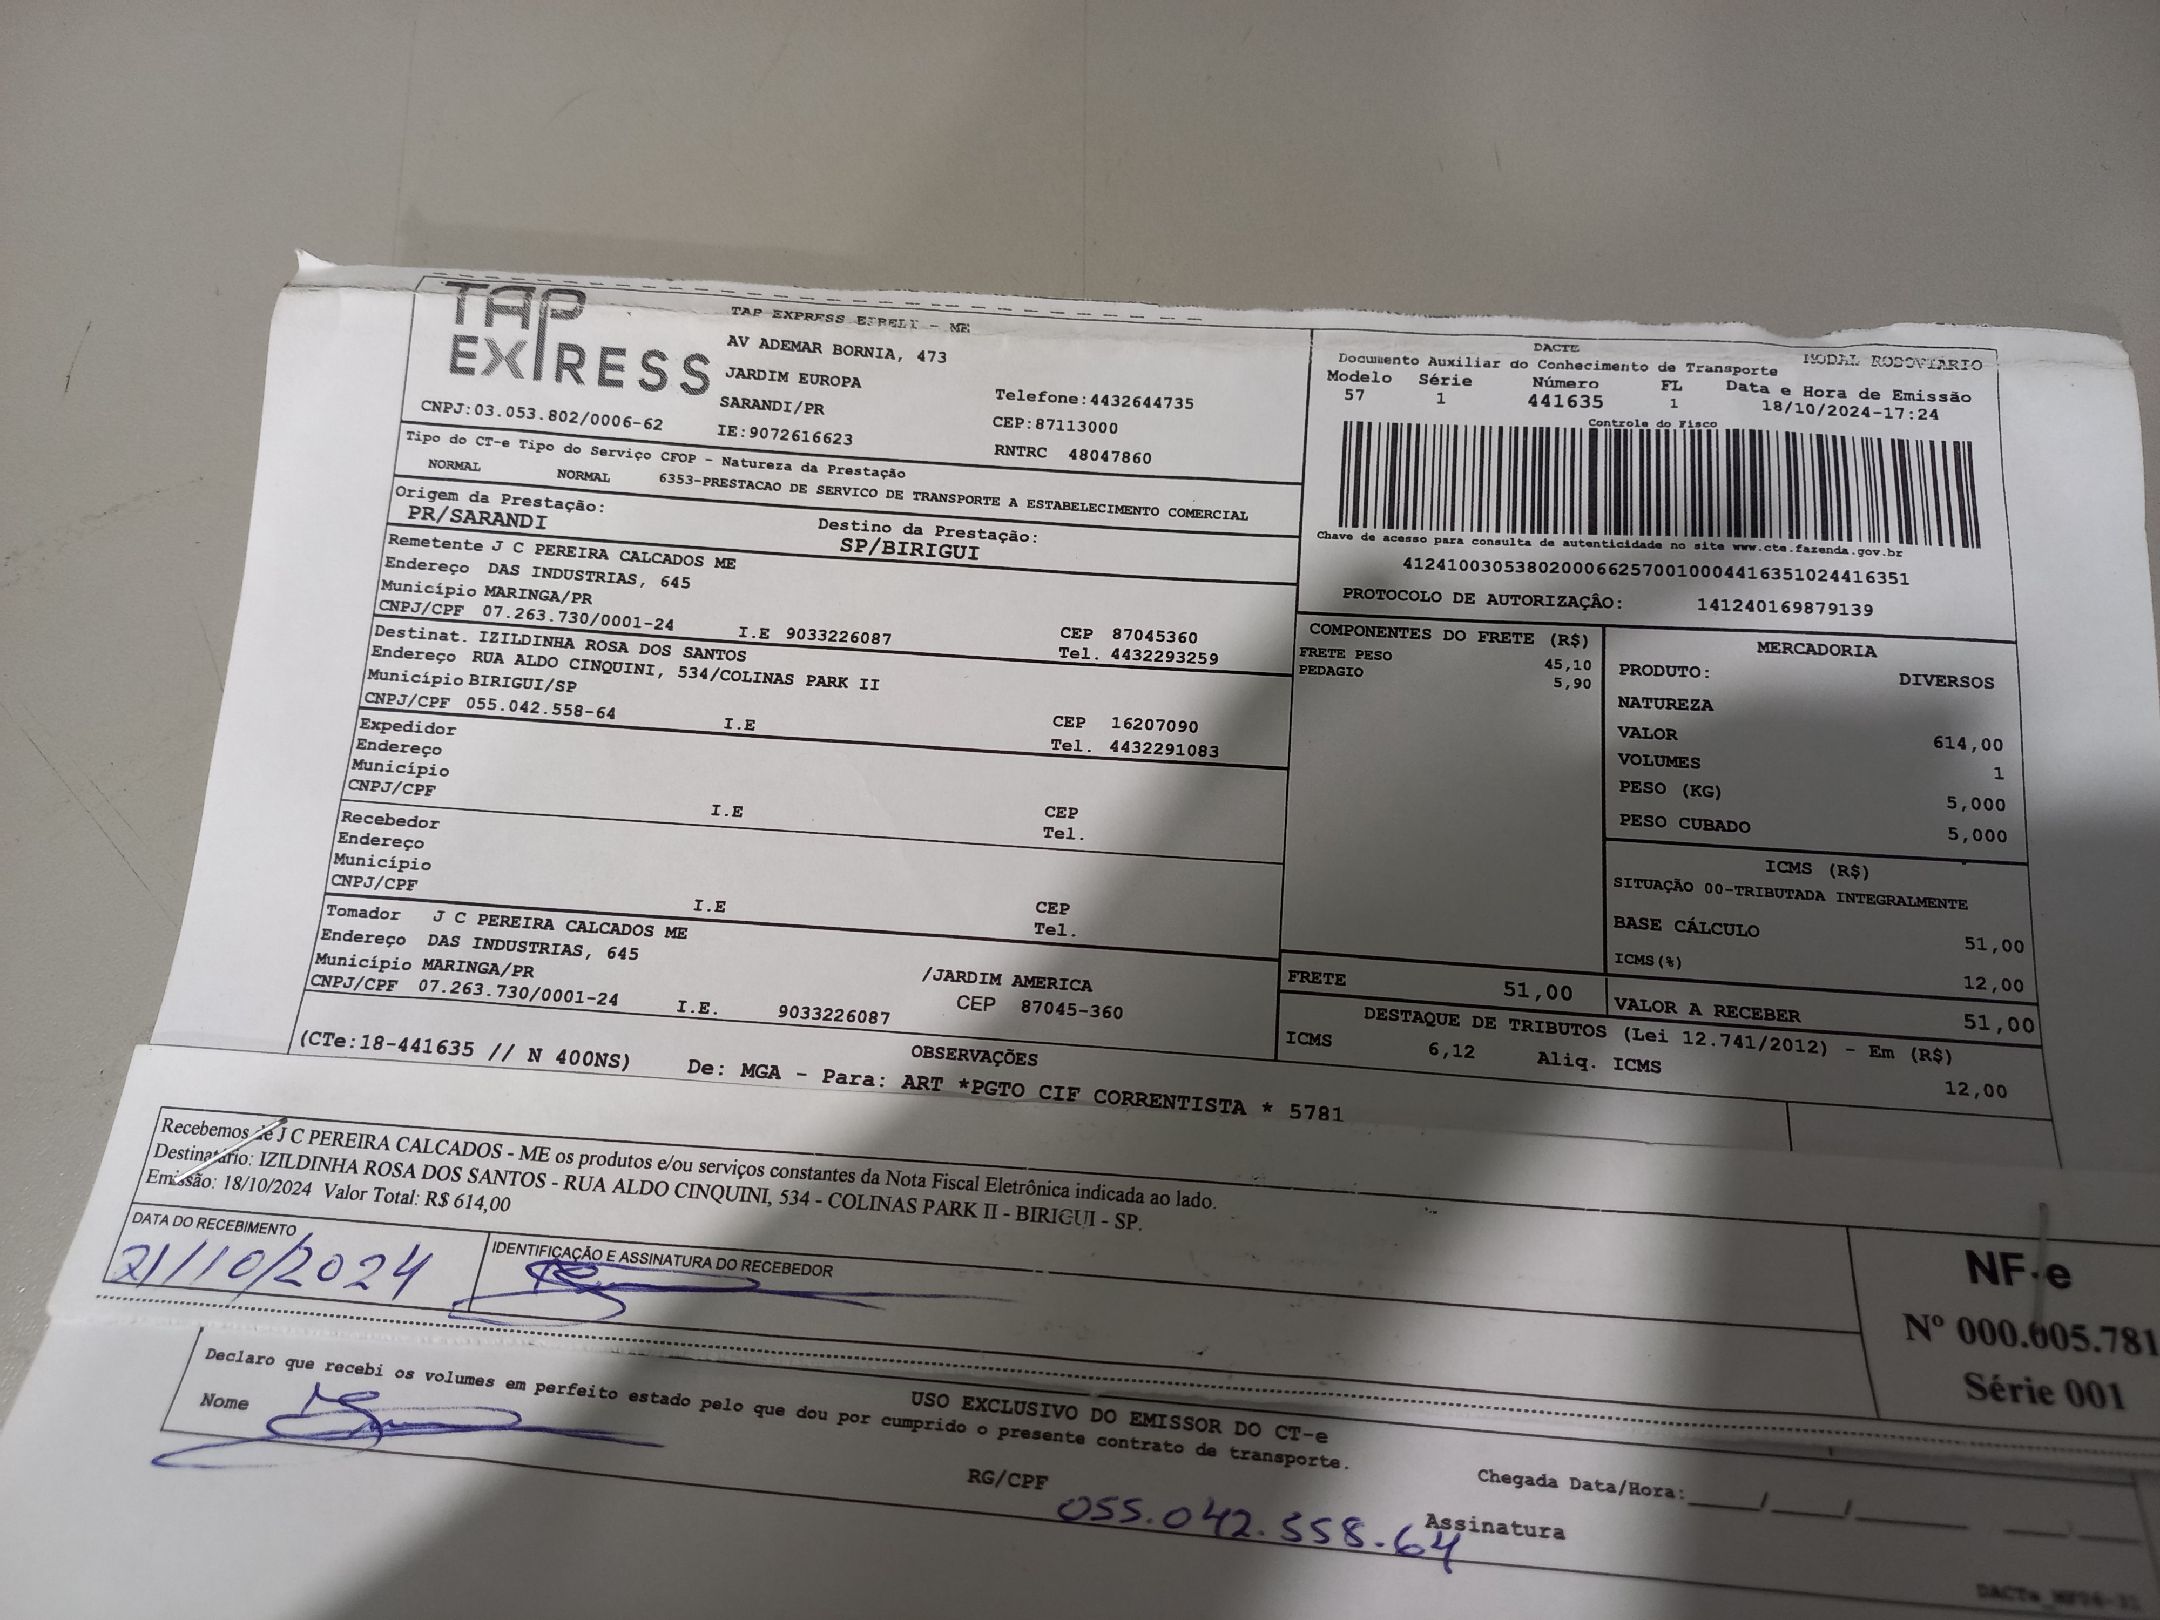 TAP EXPRESS
TAP EXPRESS EIRELI - ME
AV ADEMAR BORNIA, 473
JARDIM EUROPA
SARANDI/PR
Telefone:4432644735
CNPJ:03.053.802/0006-62
IE:9072616623
CEP:87113000
RNTRC 48047860
DACTE
MODAL RODOVIARIO
Documento Auxiliar do Conhecimento de Transporte
Modelo Série Número FL Data e Hora de Emissão
57 1 441635 1 18/10/2024-17:24
Controle do Fisco
Chave de acesso para consulta de autenticidade no site www.cte.fazenda.gov.br
41241003053802000662570010004416351024416351
PROTOCOLO DE AUTORIZAÇÃO: 141240169879139
Tipo do CT-e Tipo do Serviço CFOP - Natureza da Prestação
NORMAL NORMAL 6353-PRESTACAO DE SERVICO DE TRANSPORTE A ESTABELECIMENTO COMERCIAL
Origem da Prestação:
PR/SARANDI
Destino da Prestação:
SP/BIRIGUI
Remetente J C PEREIRA CALCADOS ME
Endereço DAS INDUSTRIAS, 645
Município MARINGA/PR
CEP 87045360
CNPJ/CPF 07.263.730/0001-24 I.E 9033226087
Tel. 4432293259
Destinat. IZILDINHA ROSA DOS SANTOS
Endereço RUA ALDO CINQUINI, 534/COLINAS PARK II
Município BIRIGUI/SP
CEP 16207090
CNPJ/CPF 055.042.558-64 I.E
Tel. 4432291083
Expedidor
Endereço
Município
CNPJ/CPF
I.E
CEP
Tel.
Recebedor
Endereço
Município
CNPJ/CPF
I.E
CEP
Tel.
Tomador J C PEREIRA CALCADOS ME
Endereço DAS INDUSTRIAS, 645
/JARDIM AMERICA
Município MARINGA/PR
CEP 87045-360
CNPJ/CPF 07.263.730/0001-24 I.E. 9033226087
COMPONENTES DO FRETE (R$)
FRETE PESO 45,10
PEDAGIO 5,90
MERCADORIA
PRODUTO: DIVERSOS
NATUREZA
VALOR 614,00
VOLUMES 1
PESO (KG) 5,000
PESO CUBADO 5,000
ICMS (R$)
SITUAÇÃO 00-TRIBUTADA INTEGRALMENTE
BASE CÁLCULO 51,00
ICMS(%) 12,00
FRETE 51,00
VALOR A RECEBER 51,00
DESTAQUE DE TRIBUTOS (Lei 12.741/2012) - Em (R$)
ICMS 6,12 Aliq. ICMS 12,00
OBSERVAÇÕES
(CTe:18-441635 // N 400NS) De: MGA - Para: ART *PGTO CIF CORRENTISTA * 5781
Recebemos de J C PEREIRA CALCADOS - ME os produtos e/ou serviços constantes da Nota Fiscal Eletrônica indicada ao lado.
Destinatário: IZILDINHA ROSA DOS SANTOS - RUA ALDO CINQUINI, 534 - COLINAS PARK II - BIRIGUI - SP.
Emissão: 18/10/2024 Valor Total: R$ 614,00
DATA DO RECEBIMENTO
21/10/2024
IDENTIFICAÇÃO E ASSINATURA DO RECEBEDOR
NF-e
Nº 000.005.781
Série 001
USO EXCLUSIVO DO EMISSOR DO CT-e
Declaro que recebi os volumes em perfeito estado pelo que dou por cumprido o presente contrato de transporte.
Nome
RG/CPF
055.042.558.64
Chegada Data/Hora:
Assinatura